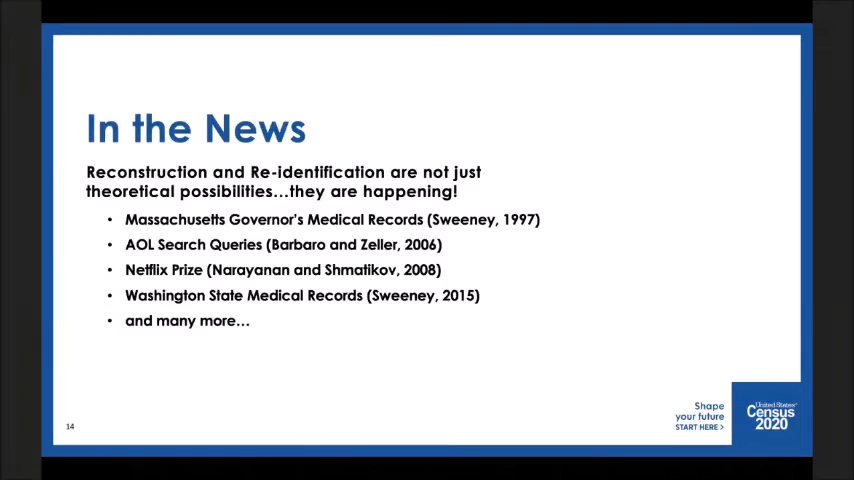 In the News
Reconstruction and Re-identification are not just
theoretical possibilities...they are happening!
• Massachusetts Governor's Medical Records (Sweeney, 1997)
• AOL Search Queries (Barbaro and Zeller, 2006)
• Netflix Prize (Narayanan and Shmatikov, 2008)
• Washington State Medical Records (Sweeney, 2015)
• and many more...
Shape
your future
START HERE >
United States™
Census
2020
14